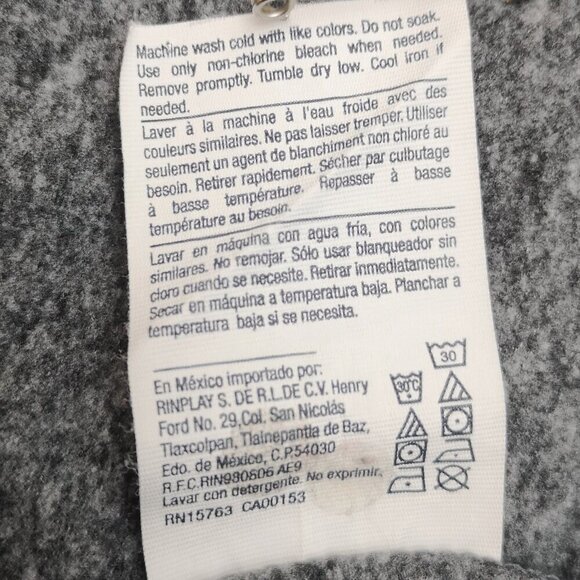 Machine wash cold with like colors. Do not soak.
Use only non-chlorine bleach when needed.
Remove promptly. Tumble dry low. Cool iron if
needed.
Laver à la machine à l'eau froide avec des
couleurs similaires. Ne pas laisser tremper. Utiliser
seulement un agent de blanchiment non chloré au
besoin. Retirer rapidement. Sécher par culbutage
à basse température. Repasser à basse
température au besoin.
Lavar en máquina con agua fría, con colores
similares. No remojar. Sólo usar blanqueador sin
cloro cuando se necesite. Retirar inmediatamente.
Secar en máquina a temperatura baja. Planchar a
temperatura baja si se necesita.
En México importado por:
RINPLAY S. DE R.L.DE C.V. Henry
Ford No. 29,Col. San Nicolás
Tlaxcolpan, Tlalnepantla de Baz,
Edo. de México, C.P.54030
R.F.C.RIN980506 AE9
Lavar con detergente. No exprimir.
RN15763 CA00153
30
30°C